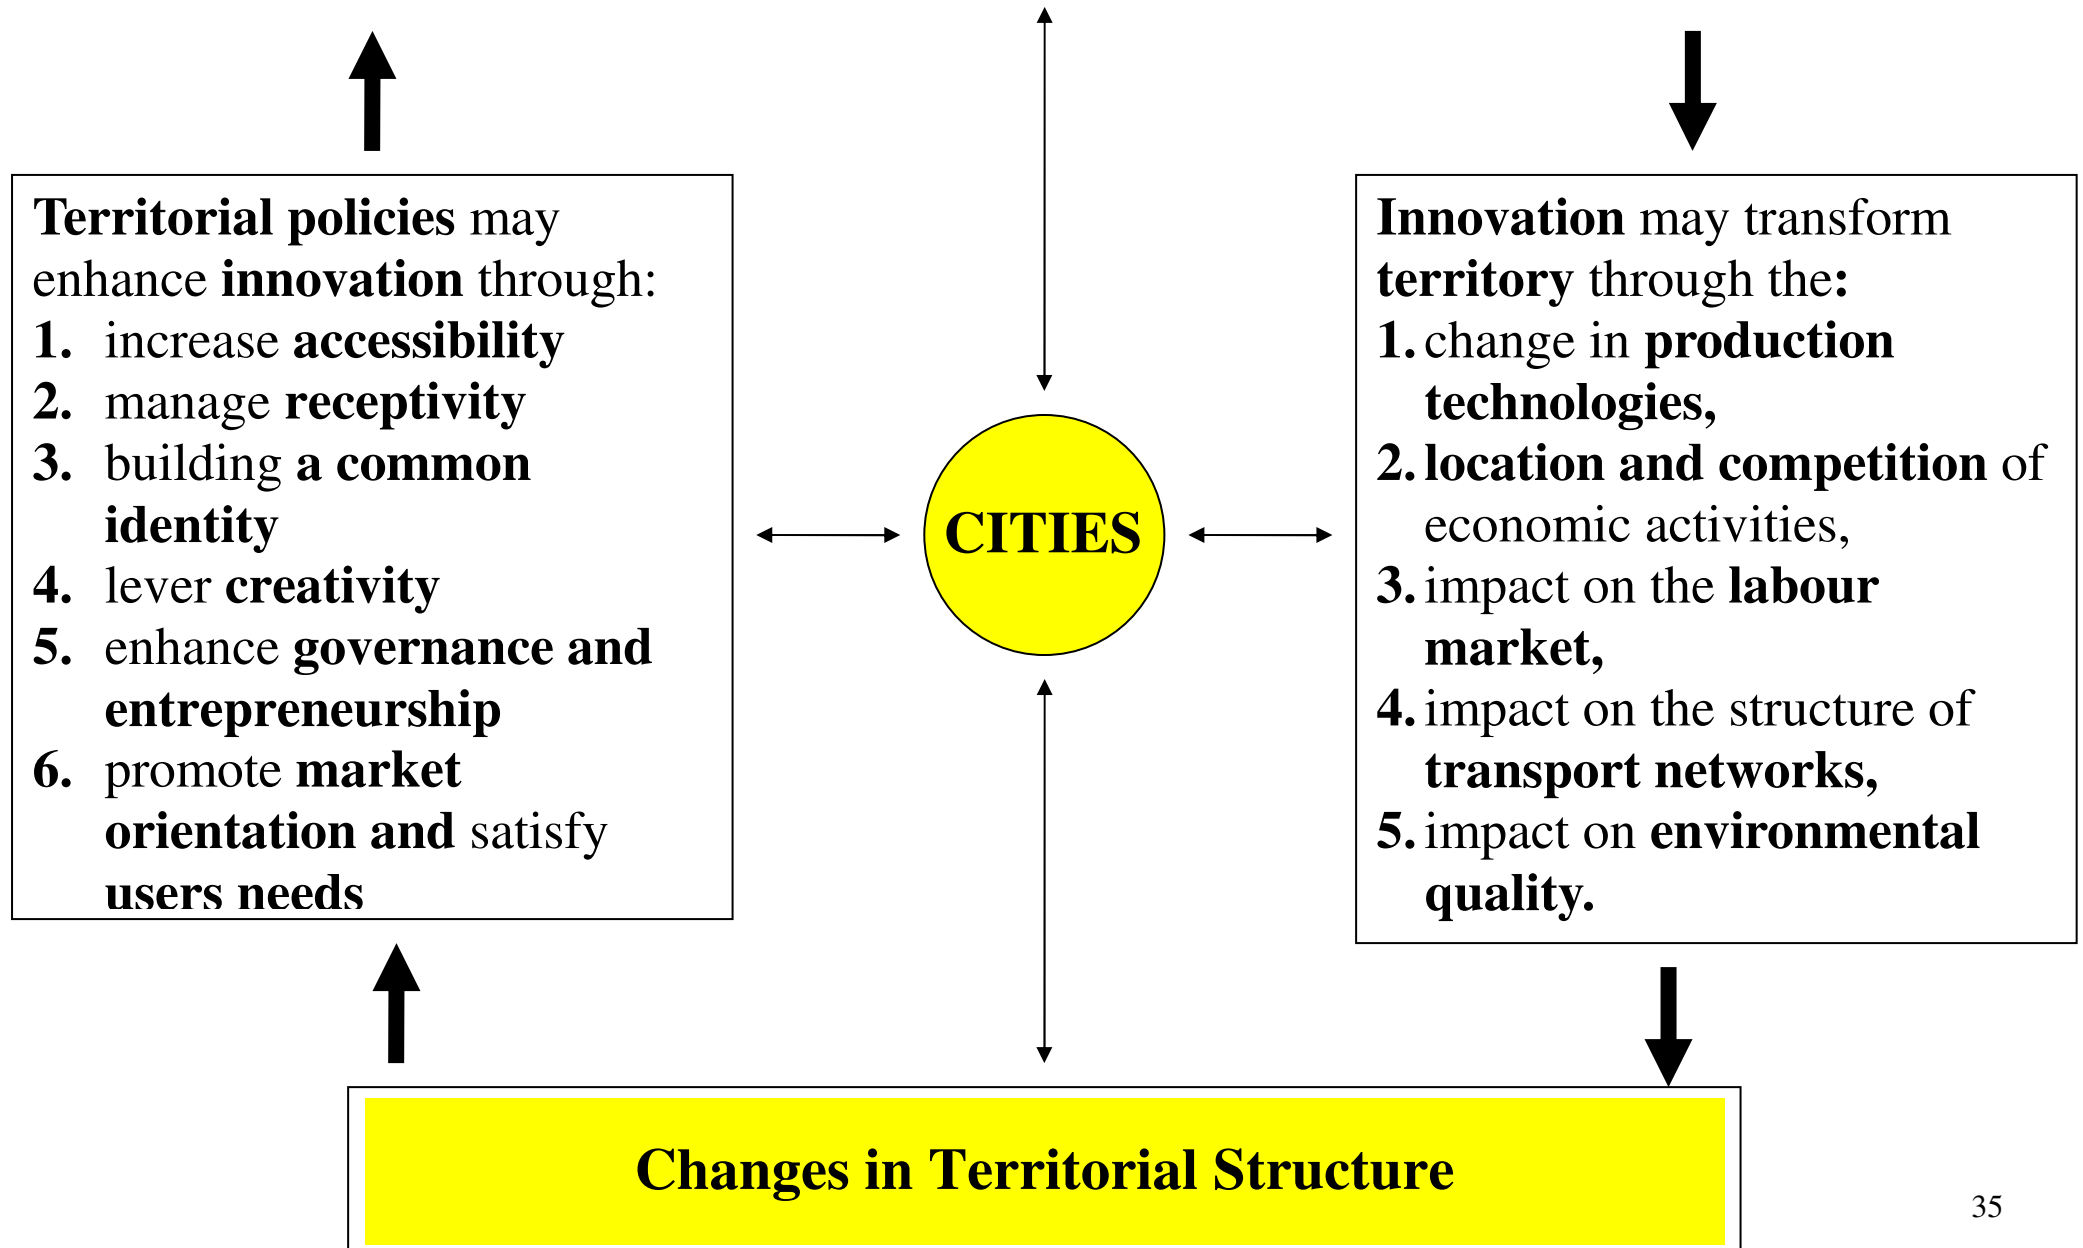 Territorial policies may
enhance innovation through:
1. increase accessibility
2. manage receptivity
3. building a common
identity
4. lever creativity
5. enhance governance and
entrepreneurship
6. promote market
orientation and satisfy
users needs
CITIES
Innovation may transform
territory through the:
1. change in production
technologies,
2. location and competition of
economic activities,
3. impact on the labour
market,
4. impact on the structure of
transport networks,
5. impact on environmental
quality.
Changes in Territorial Structure
35